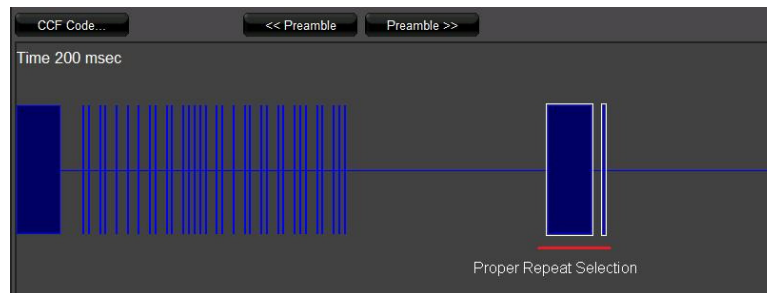 CCF Code...
<< Preamble
Preamble >>
Time 200 msec
Proper Repeat Selection